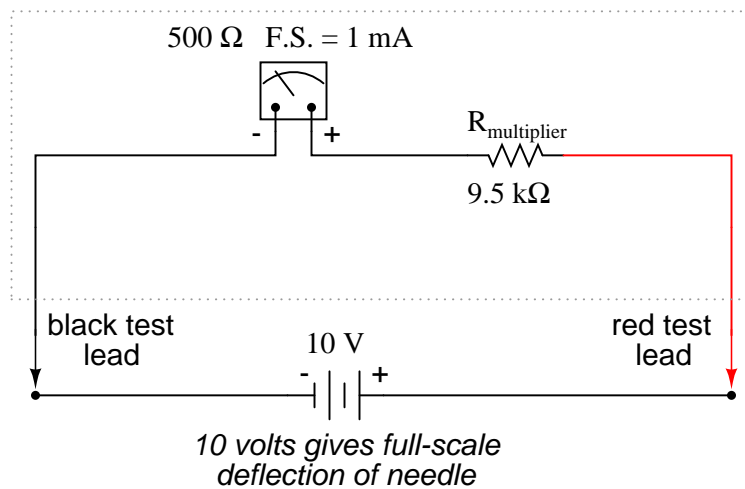 500 Ω F.S. = 1 mA
- +
R multiplier
9.5 kΩ
black test
lead
red test
lead
10 V
- +
10 volts gives full-scale
deflection of needle